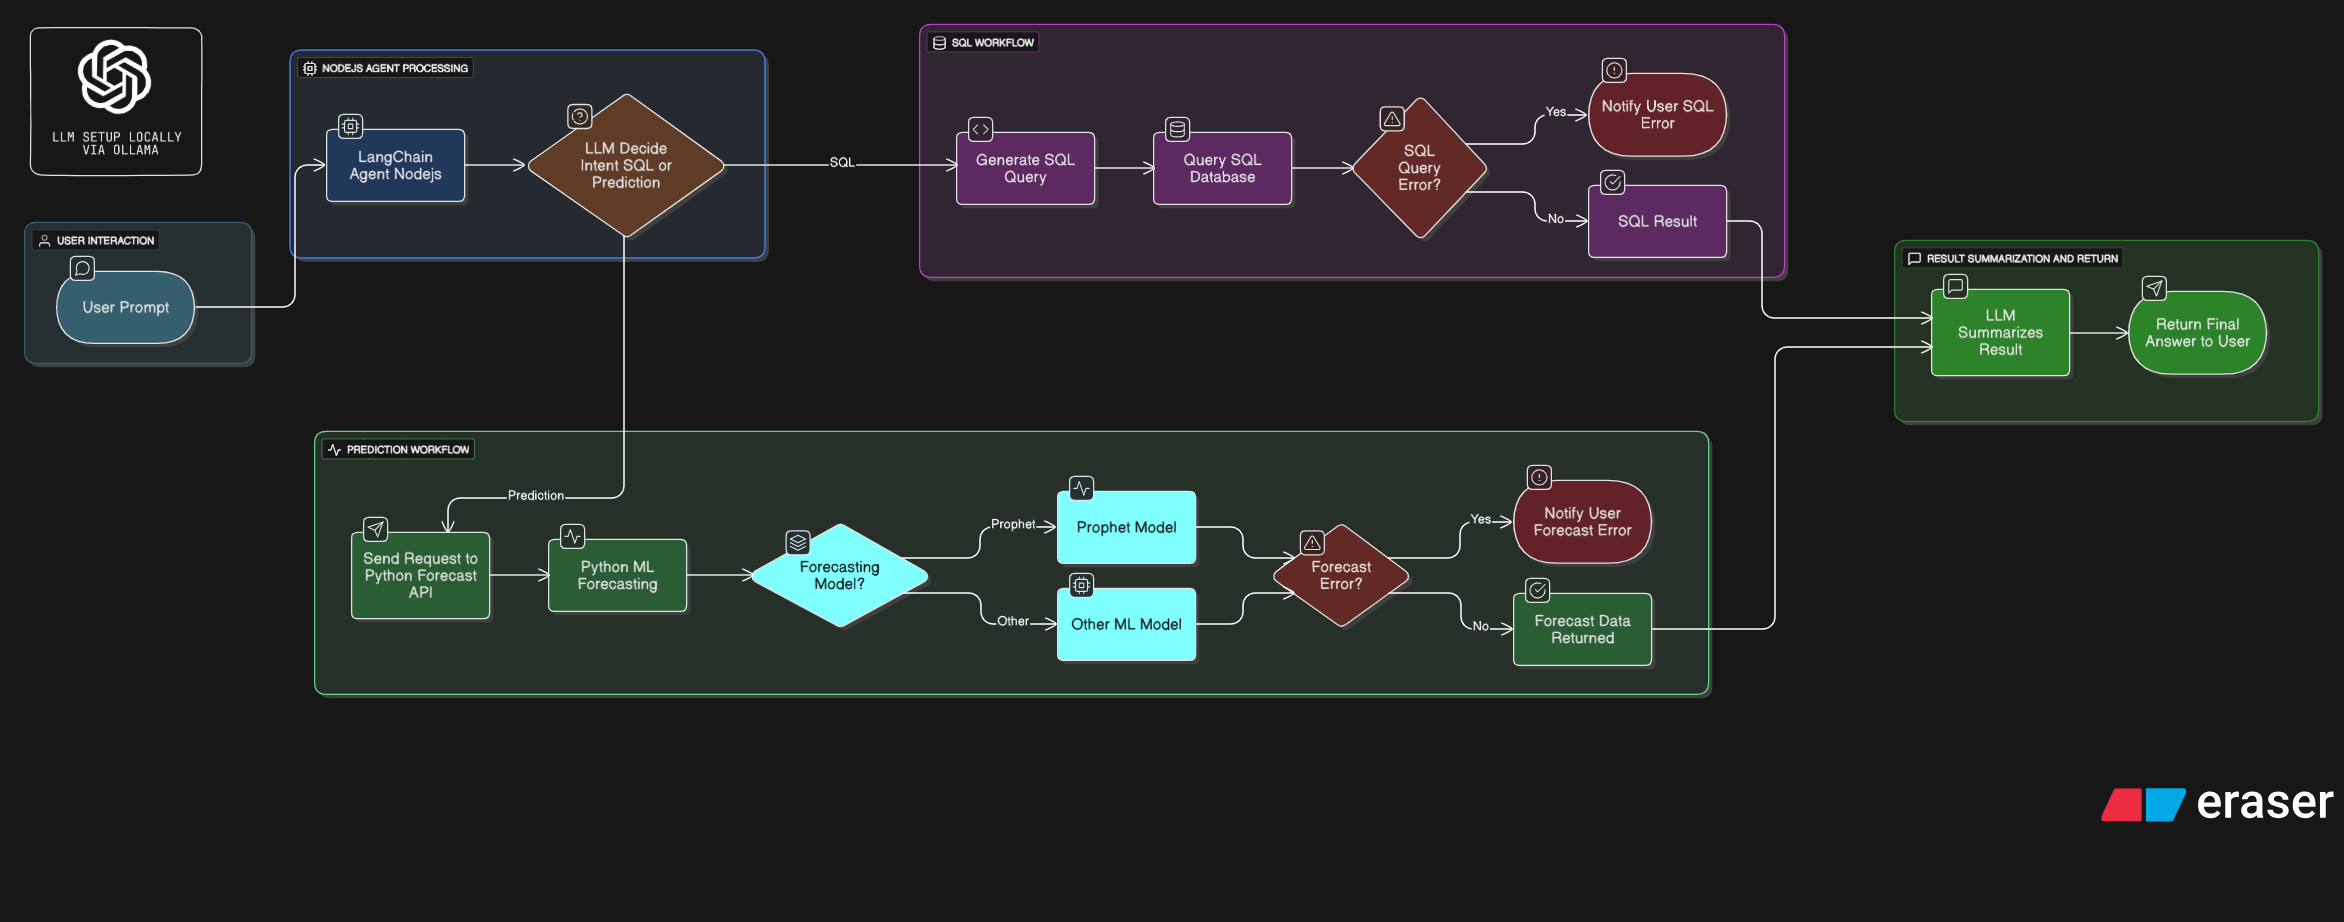 LLM SETUP LOCALLY
VIA OLLAMA
USER INTERACTION
User Prompt
NODEJS AGENT PROCESSING
LangChain
Agent Nodejs
LLM Decide
Intent SQL or
Prediction
SQL
SQL WORKFLOW
Generate SQL
Query
Query SQL
Database
SQL
Query
Error?
Yes
Notify User SQL
Error
No
SQL Result
Prediction
PREDICTION WORKFLOW
Send Request to
Python Forecast
API
Python ML
Forecasting
Forecasting
Model?
Prophet
Prophet Model
Other
Other ML Model
Forecast
Error?
Yes
Notify User
Forecast Error
No
Forecast Data
Returned
RESULT SUMMARIZATION AND RETURN
LLM
Summarizes
Result
Return Final
Answer to User
eraser